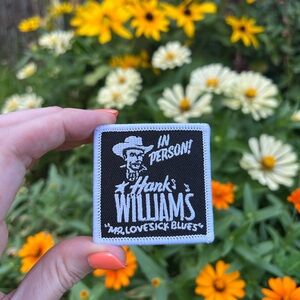 IN
PERSON!
Hank
WILLIAMS
"MR. LOVESICK BLUES"